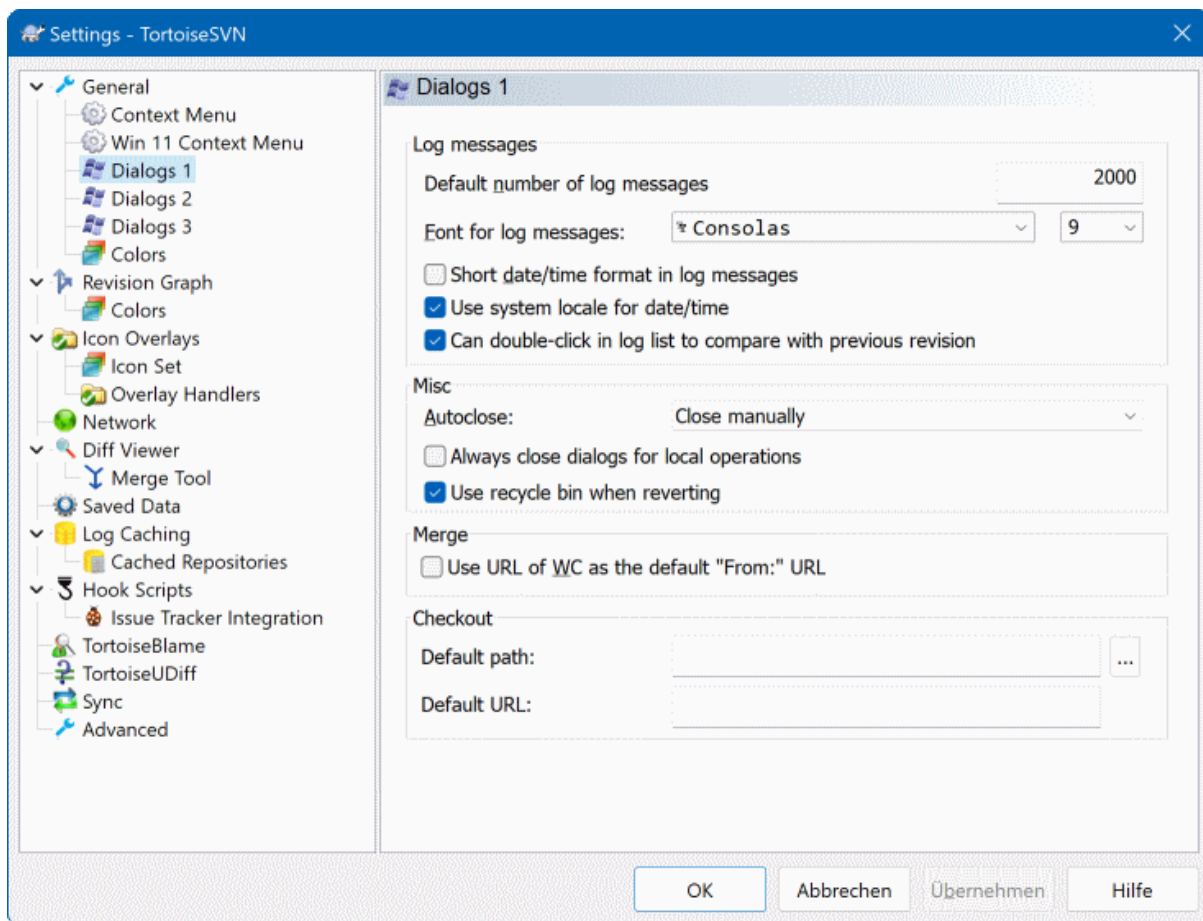 Settings - TortoiseSVN
General
Context Menu
Win 11 Context Menu
Dialogs 1
Dialogs 2
Dialogs 3
Colors
Revision Graph
Colors
Icon Overlays
Icon Set
Overlay Handlers
Network
Diff Viewer
Merge Tool
Saved Data
Log Caching
Cached Repositories
Hook Scripts
Issue Tracker Integration
TortoiseBlame
TortoiseUDiff
Sync
Advanced
Dialogs 1
Log messages
Default number of log messages 2000
Font for log messages: Consolas 9
Short date/time format in log messages
Use system locale for date/time
Can double-click in log list to compare with previous revision
Misc
Autoclose: Close manually
Always close dialogs for local operations
Use recycle bin when reverting
Merge
Use URL of WC as the default "From:" URL
Checkout
Default path: ...
Default URL:
OK Abbrechen Übernehmen Hilfe